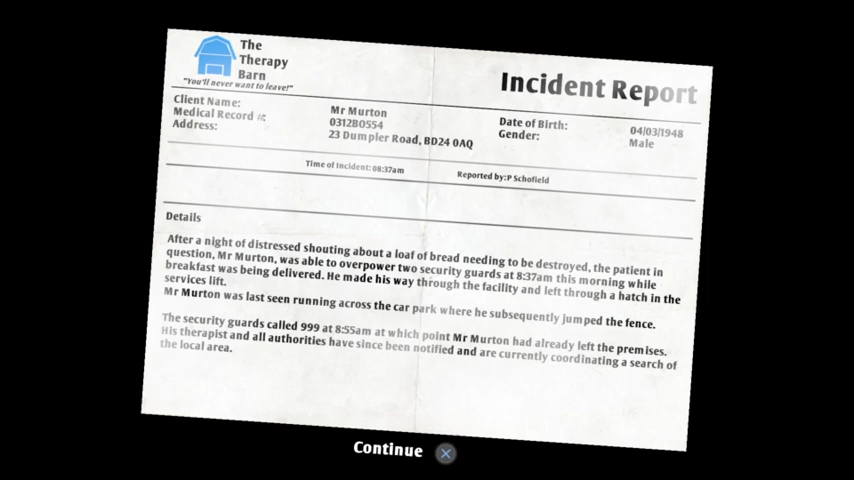 The
Therapy
Barn
"You'll never want to leave!"
Incident Report
Client Name: Mr Murton
Medical Record #: 0312B0554
Address: 23 Dumpler Road, BD24 0AQ
Date of Birth: 04/03/1948
Gender: Male
Time of Incident: 08:37am Reported by: P Schofield
Details
After a night of distressed shouting about a loaf of bread needing to be destroyed, the patient in
question, Mr Murton, was able to overpower two security guards at 8:37am this morning while
breakfast was being delivered. He made his way through the facility and left through a hatch in the
services lift.
Mr Murton was last seen running across the car park where he subsequently jumped the fence.
The security guards called 999 at 8:55am at which point Mr Murton had already left the premises.
His therapist and all authorities have since been notified and are currently coordinating a search of
the local area.
Continue